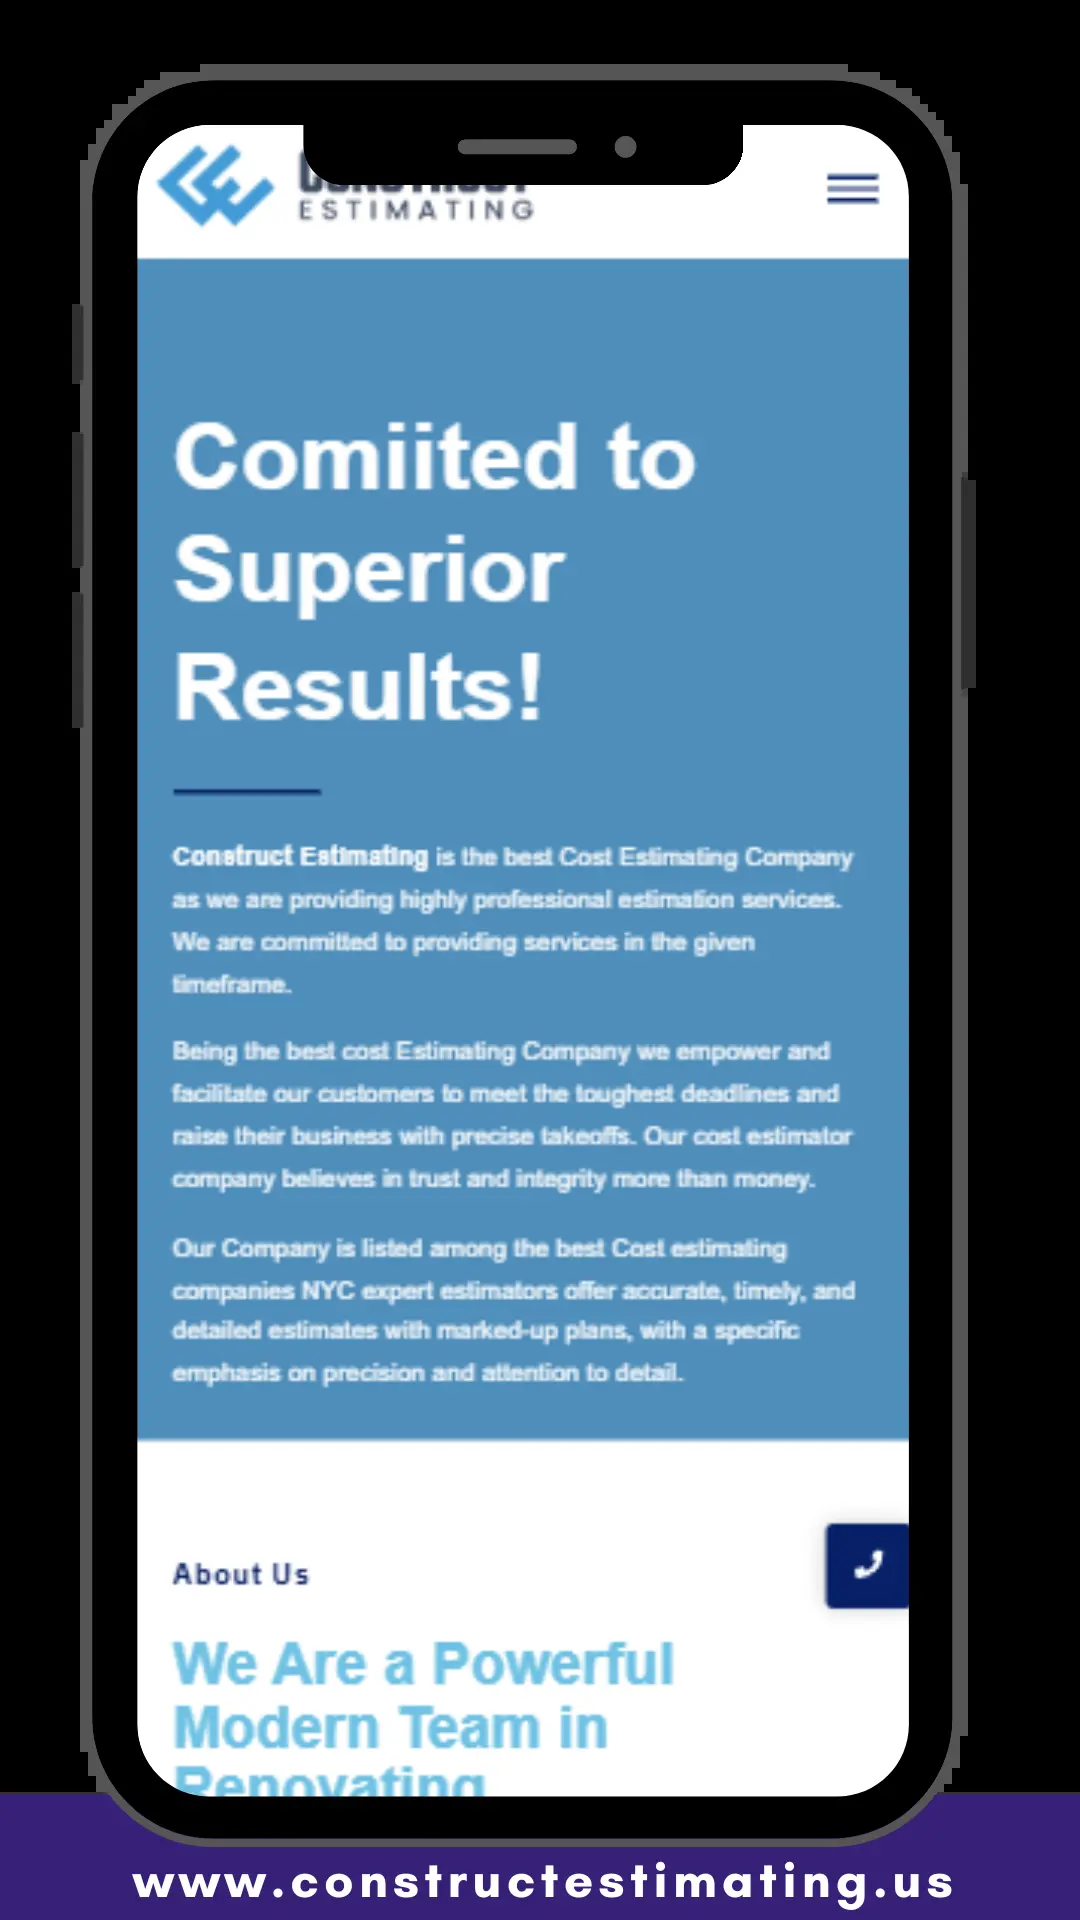 CONSTRUCT
ESTIMATING
Comiited to
Superior
Results!
Construct Estimating is the best Cost Estimating Company
as we are providing highly professional estimation services.
We are committed to providing services in the given
timeframe.
Being the best cost Estimating Company we empower and
facilitate our customers to meet the toughest deadlines and
raise their business with precise takeoffs. Our cost estimator
company believes in trust and integrity more than money.
Our Company is listed among the best Cost estimating
companies NYC expert estimators offer accurate, timely, and
detailed estimates with marked-up plans, with a specific
emphasis on precision and attention to detail.
About Us
We Are a Powerful
Modern Team in
Renovating
www.constructestimating.us